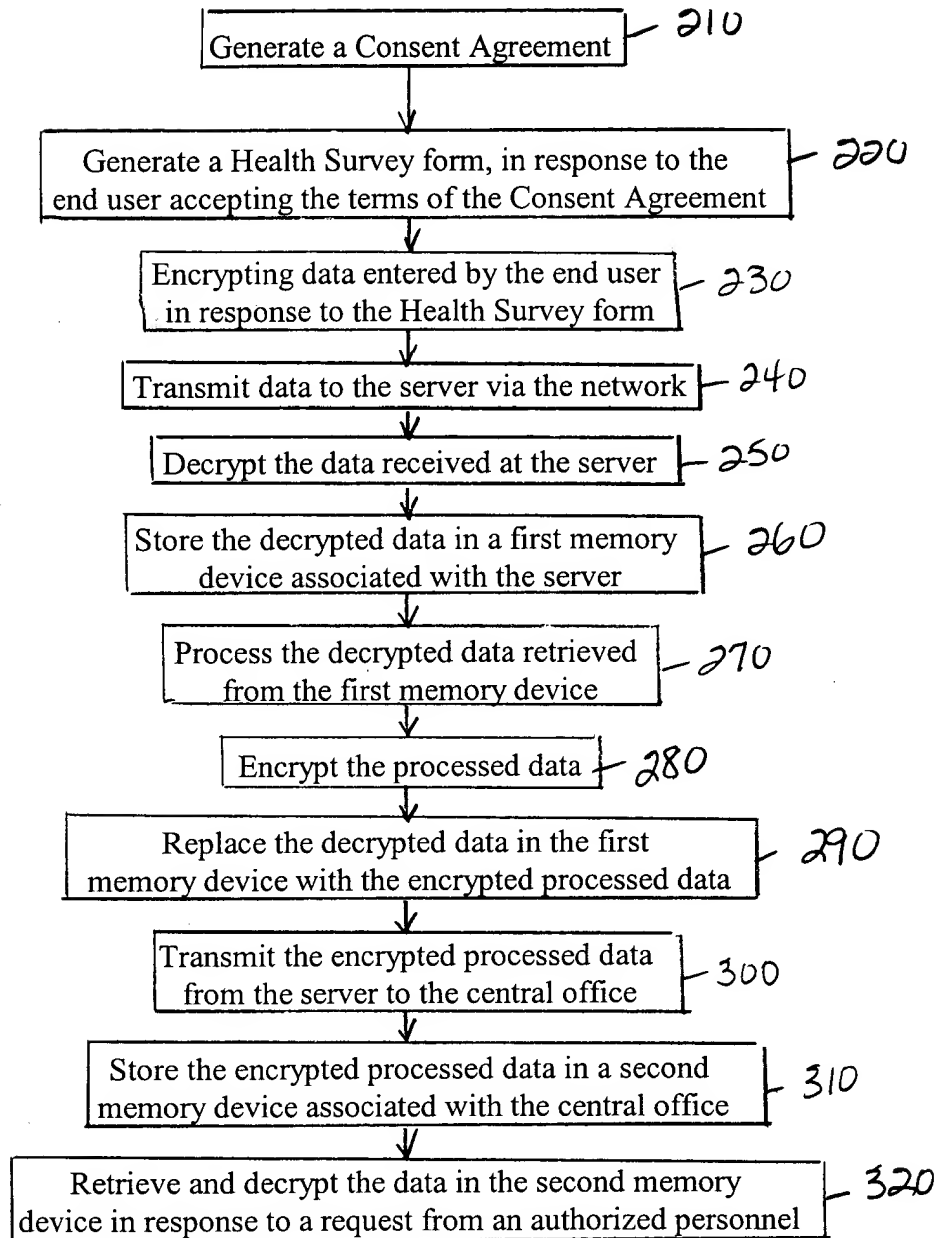 Generate a Consent Agreement 210
Generate a Health Survey form, in response to the 220
end user accepting the terms of the Consent Agreement
Encrypting data entered by the end user 230
in response to the Health Survey form
Transmit data to the server via the network 240
Decrypt the data received at the server 250
Store the decrypted data in a first memory 260
device associated with the server
Process the decrypted data retrieved 270
from the first memory device
Encrypt the processed data 280
Replace the decrypted data in the first 290
memory device with the encrypted processed data
Transmit the encrypted processed data 300
from the server to the central office
Store the encrypted processed data in a second 310
memory device associated with the central office
Retrieve and decrypt the data in the second memory 320
device in response to a request from an authorized personnel